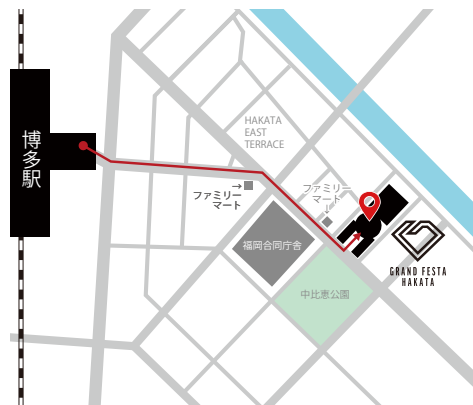 博多駅
HAKATA
EAST
TERRACE
→
ファミリー
マート
ファミリー
マート
↓
福岡合同庁舎
中比恵公園
GRAND FESTA
HAKATA